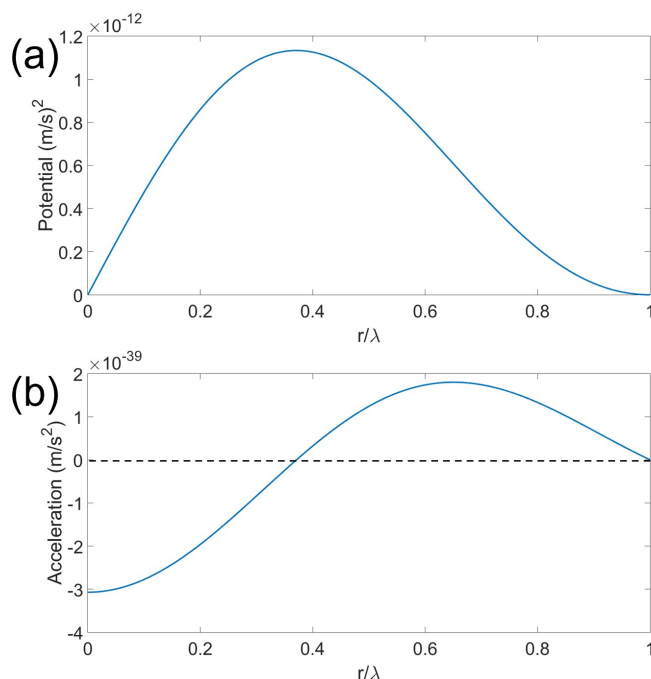 (a)
×10⁻¹²
Potential (m/s)²
1.2
1
0.8
0.6
0.4
0.2
0
0 0.2 0.4 0.6 0.8 1
r/λ
(b)
×10⁻³⁹
Acceleration (m/s²)
2
1
0
-1
-2
-3
-4
0 0.2 0.4 0.6 0.8 1
r/λ